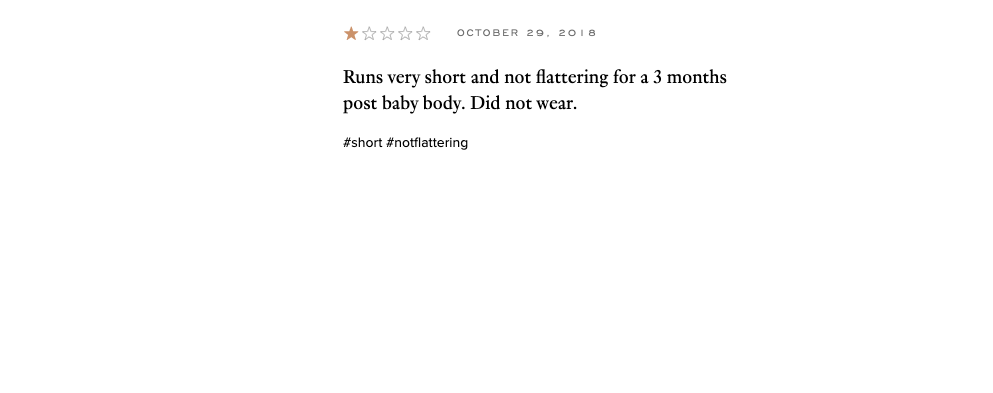 OCTOBER 29, 2018
Runs very short and not flattering for a 3 months
post baby body. Did not wear.
#short #notflattering